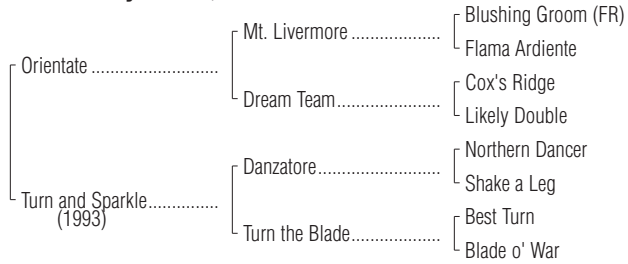 Blushing Groom (FR)
Mt. Livermore ...................
Flama Ardiente
Orientate ...........................
Cox's Ridge
Dream Team......................
Likely Double
Northern Dancer
Danzatore..........................
Shake a Leg
Turn and Sparkle...............
(1993)
Best Turn
Turn the Blade...................
Blade o' War